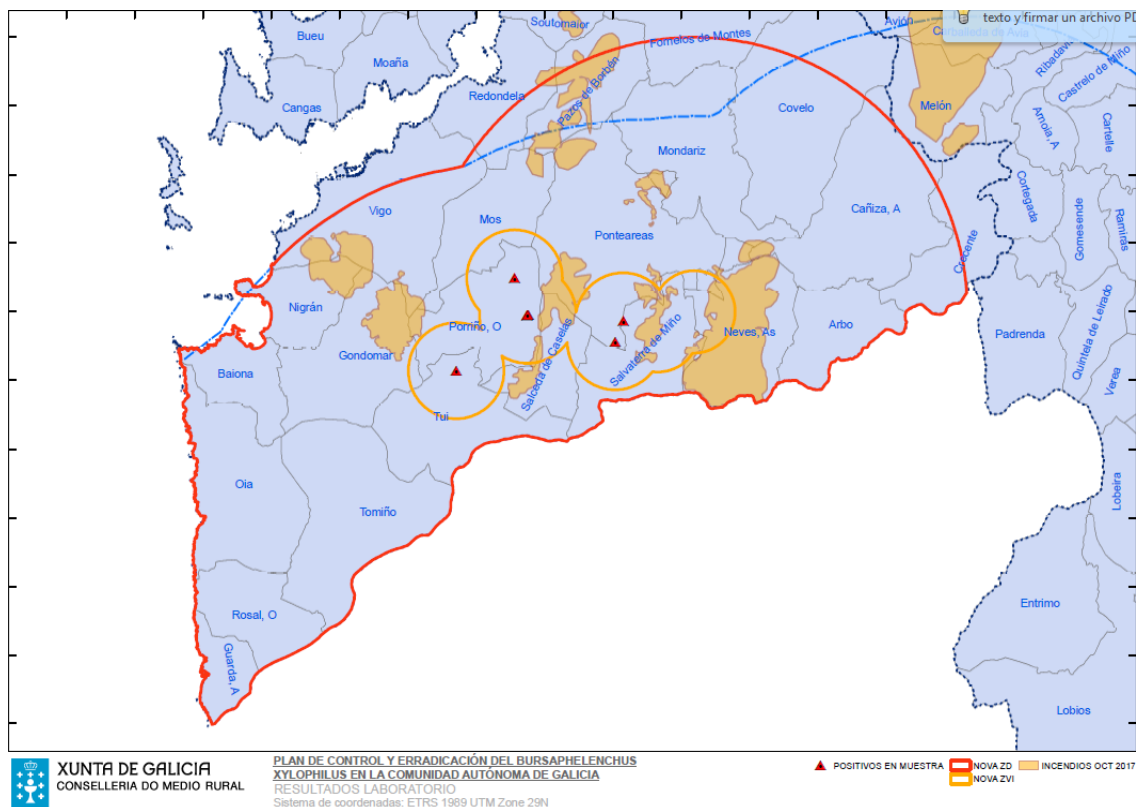 texto y firmar un archivo PD
Soutomaior
Avión
Carballeda de Avia
Bueu
Fornelos de Montes
Ribadavia
Moaña
Castrelo de Miño
Redondela
Pazos de Borbén
Cangas
Covelo
Melón
Arnoia, A
Cartelle
Mondariz
Vigo
Cortegada
Mos
Cañiza, A
Gomesende
Ramirás
Ponteareas
Crecente
Nigrán
Porriño, O
Neves, As
Arbo
Padrenda
Quintela de Leirado
Gondomar
Salceda de Caselas
Salvaterra de Miño
Baiona
Verea
Tui
Oia
Tomiño
Lobeira
Entrimo
Rosal, O
Guarda, A
Lobios
XUNTA DE GALICIA
CONSELLERIA DO MEDIO RURAL
PLAN DE CONTROL Y ERRADICACIÓN DEL BURSAPHELENCHUS
XYLOPHILUS EN LA COMUNIDAD AUTÓNOMA DE GALICIA
RESULTADOS LABORATORIO
Sistema de coordenadas: ETRS 1989 UTM Zone 29N
POSITIVOS EN MUESTRA
NOVA ZD
INCENDIOS OCT 2017
NOVA ZVI